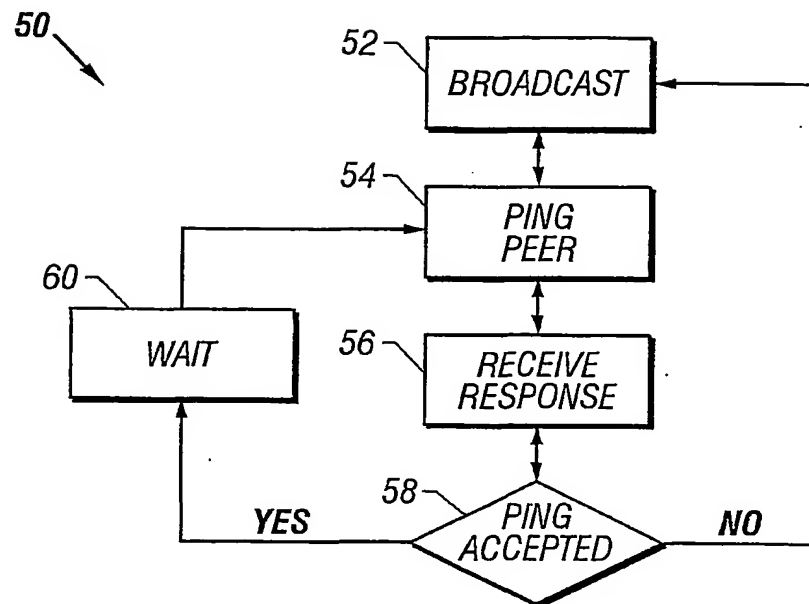 50
52
BROADCAST
54
PING
PEER
60
WAIT
56
RECEIVE
RESPONSE
58
PING
ACCEPTED
YES
NO